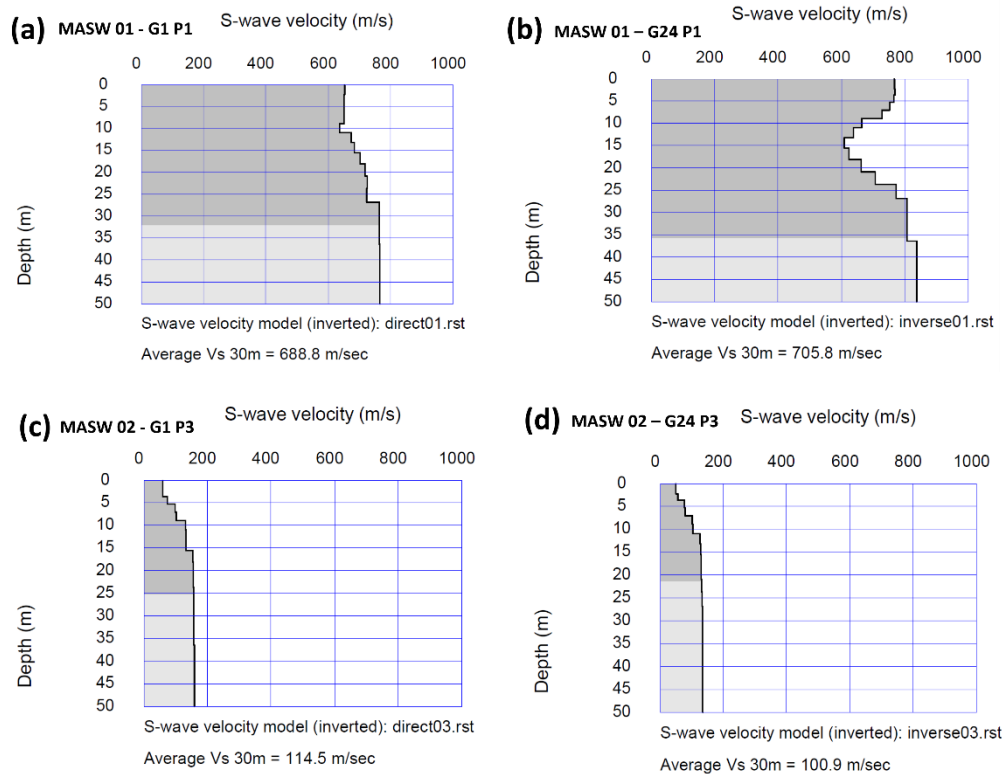 (a) MASW 01 - G1 P1
S-wave velocity (m/s)
0 200 400 600 800 1000
0
5
10
15
20
25
30
35
40
45
50
Depth (m)
S-wave velocity model (inverted): direct01.rst
Average Vs 30m = 688.8 m/sec
(b) MASW 01 – G24 P1
S-wave velocity (m/s)
0 200 400 600 800 1000
0
5
10
15
20
25
30
35
40
45
50
Depth (m)
S-wave velocity model (inverted): inverse01.rst
Average Vs 30m = 705.8 m/sec
(c) MASW 02 - G1 P3
S-wave velocity (m/s)
0 200 400 600 800 1000
0
5
10
15
20
25
30
35
40
45
50
Depth (m)
S-wave velocity model (inverted): direct03.rst
Average Vs 30m = 114.5 m/sec
(d) MASW 02 – G24 P3
S-wave velocity (m/s)
0 200 400 600 800 1000
0
5
10
15
20
25
30
35
40
45
50
Depth (m)
S-wave velocity model (inverted): inverse03.rst
Average Vs 30m = 100.9 m/sec